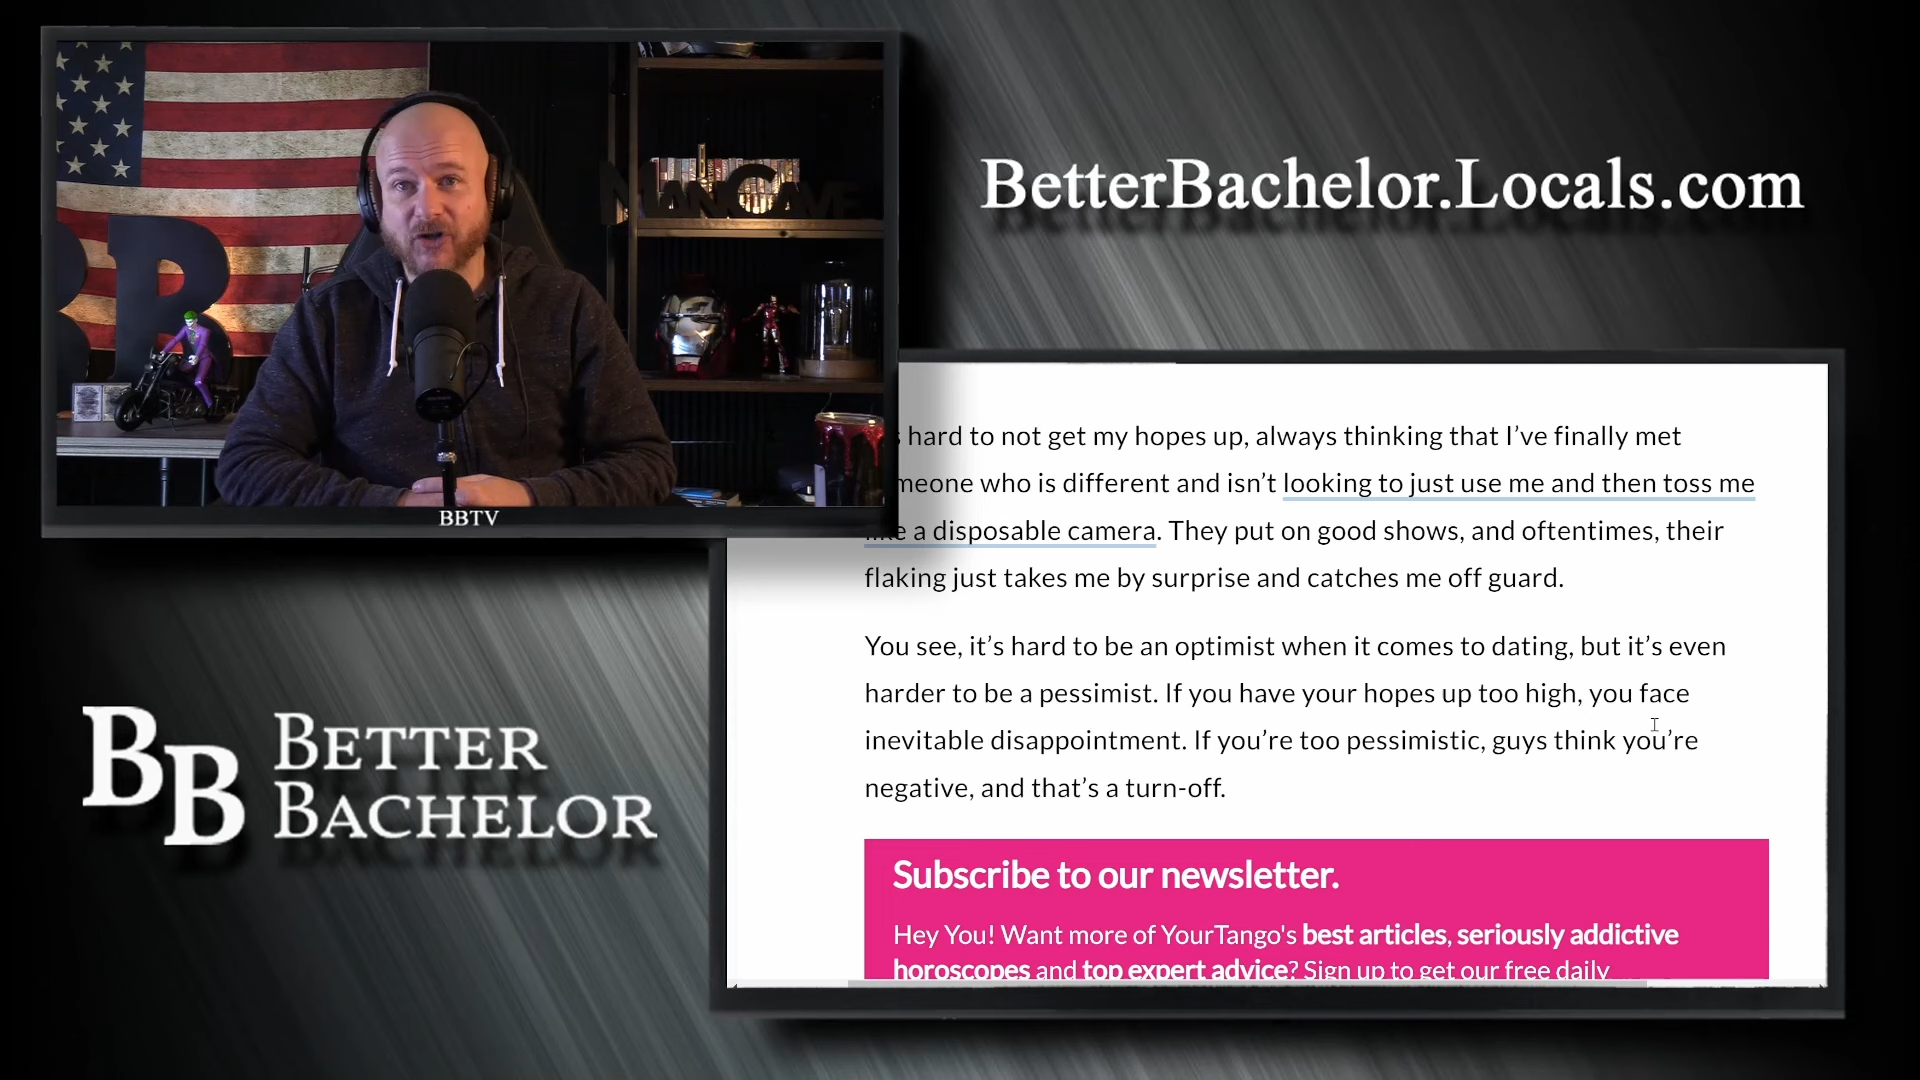 MANCAVE
BB
BBTV
BetterBachelor.Locals.com
hard to not get my hopes up, always thinking that I’ve finally met
who is different and isn’t looking to just use me and then toss me
a disposable camera. They put on good shows, and oftentimes, their
flaking just takes me by surprise and catches me off guard.
You see, it’s hard to be an optimist when it comes to dating, but it’s even
harder to be a pessimist. If you have your hopes up too high, you face
inevitable disappointment. If you’re too pessimistic, guys think you’re
negative, and that’s a turn-off.
Subscribe to our newsletter.
Hey You! Want more of YourTango's best articles, seriously addictive
horoscopes and top expert advice? Sign up to get our free daily
BB
BETTER
BACHELOR